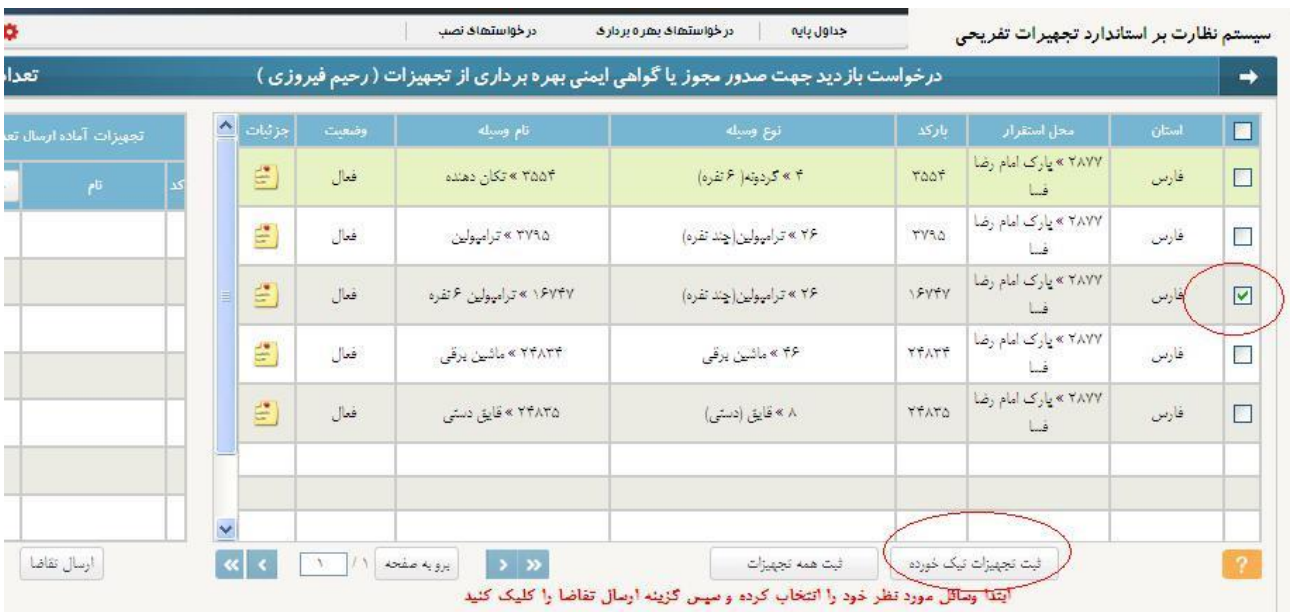 سیستم نظارت بر استاندارد تجهیزات تفریحی
جداول پایه
درخواستهای بهره برداری
درخواستهای نصب
درخواست بازدید جهت صدور مجوز یا گواهی ایمنی بهره برداری از تجهیزات ( رحیم فیروزی )
تعداد
استان محل استقرار بارکد نوع وسیله نام وسیله وضعیت جزئیات
فارس ۲۸۷۷ » پارک امام رضا فسا ۳۵۵۴ ۴ » گردونه( ۶ نفره) ۳۵۵۴ » تکان دهنده فعال
فارس ۲۸۷۷ » پارک امام رضا فسا ۳۷۹۵ ۲۶ » ترامپولین(چند نفره) ۳۷۹۵ » ترامپولین فعال
فارس ۲۸۷۷ » پارک امام رضا فسا ۱۶۷۴۷ ۲۶ » ترامپولین(چند نفره) ۱۶۷۴۷ » ترامپولین ۶ نفره فعال
فارس ۲۸۷۷ » پارک امام رضا فسا ۲۴۸۳۴ ۴۶ » ماشین برقی ۲۴۸۳۴ » ماشین برقی فعال
فارس ۲۸۷۷ » پارک امام رضا فسا ۲۴۸۳۵ ۸ » قایق (دستی) ۲۴۸۳۵ » قایق دستی فعال
تجهیزات آماده ارسال
کد نام
؟ ثبت تجهیزات تیک خورده ثبت همه تجهیزات برو به صفحه ۱ / ۱
ارسال تقاضا
ابتدا وسائل مورد نظر خود را انتخاب کرده و سپس گزینه ارسال تقاضا را کلیک کنید